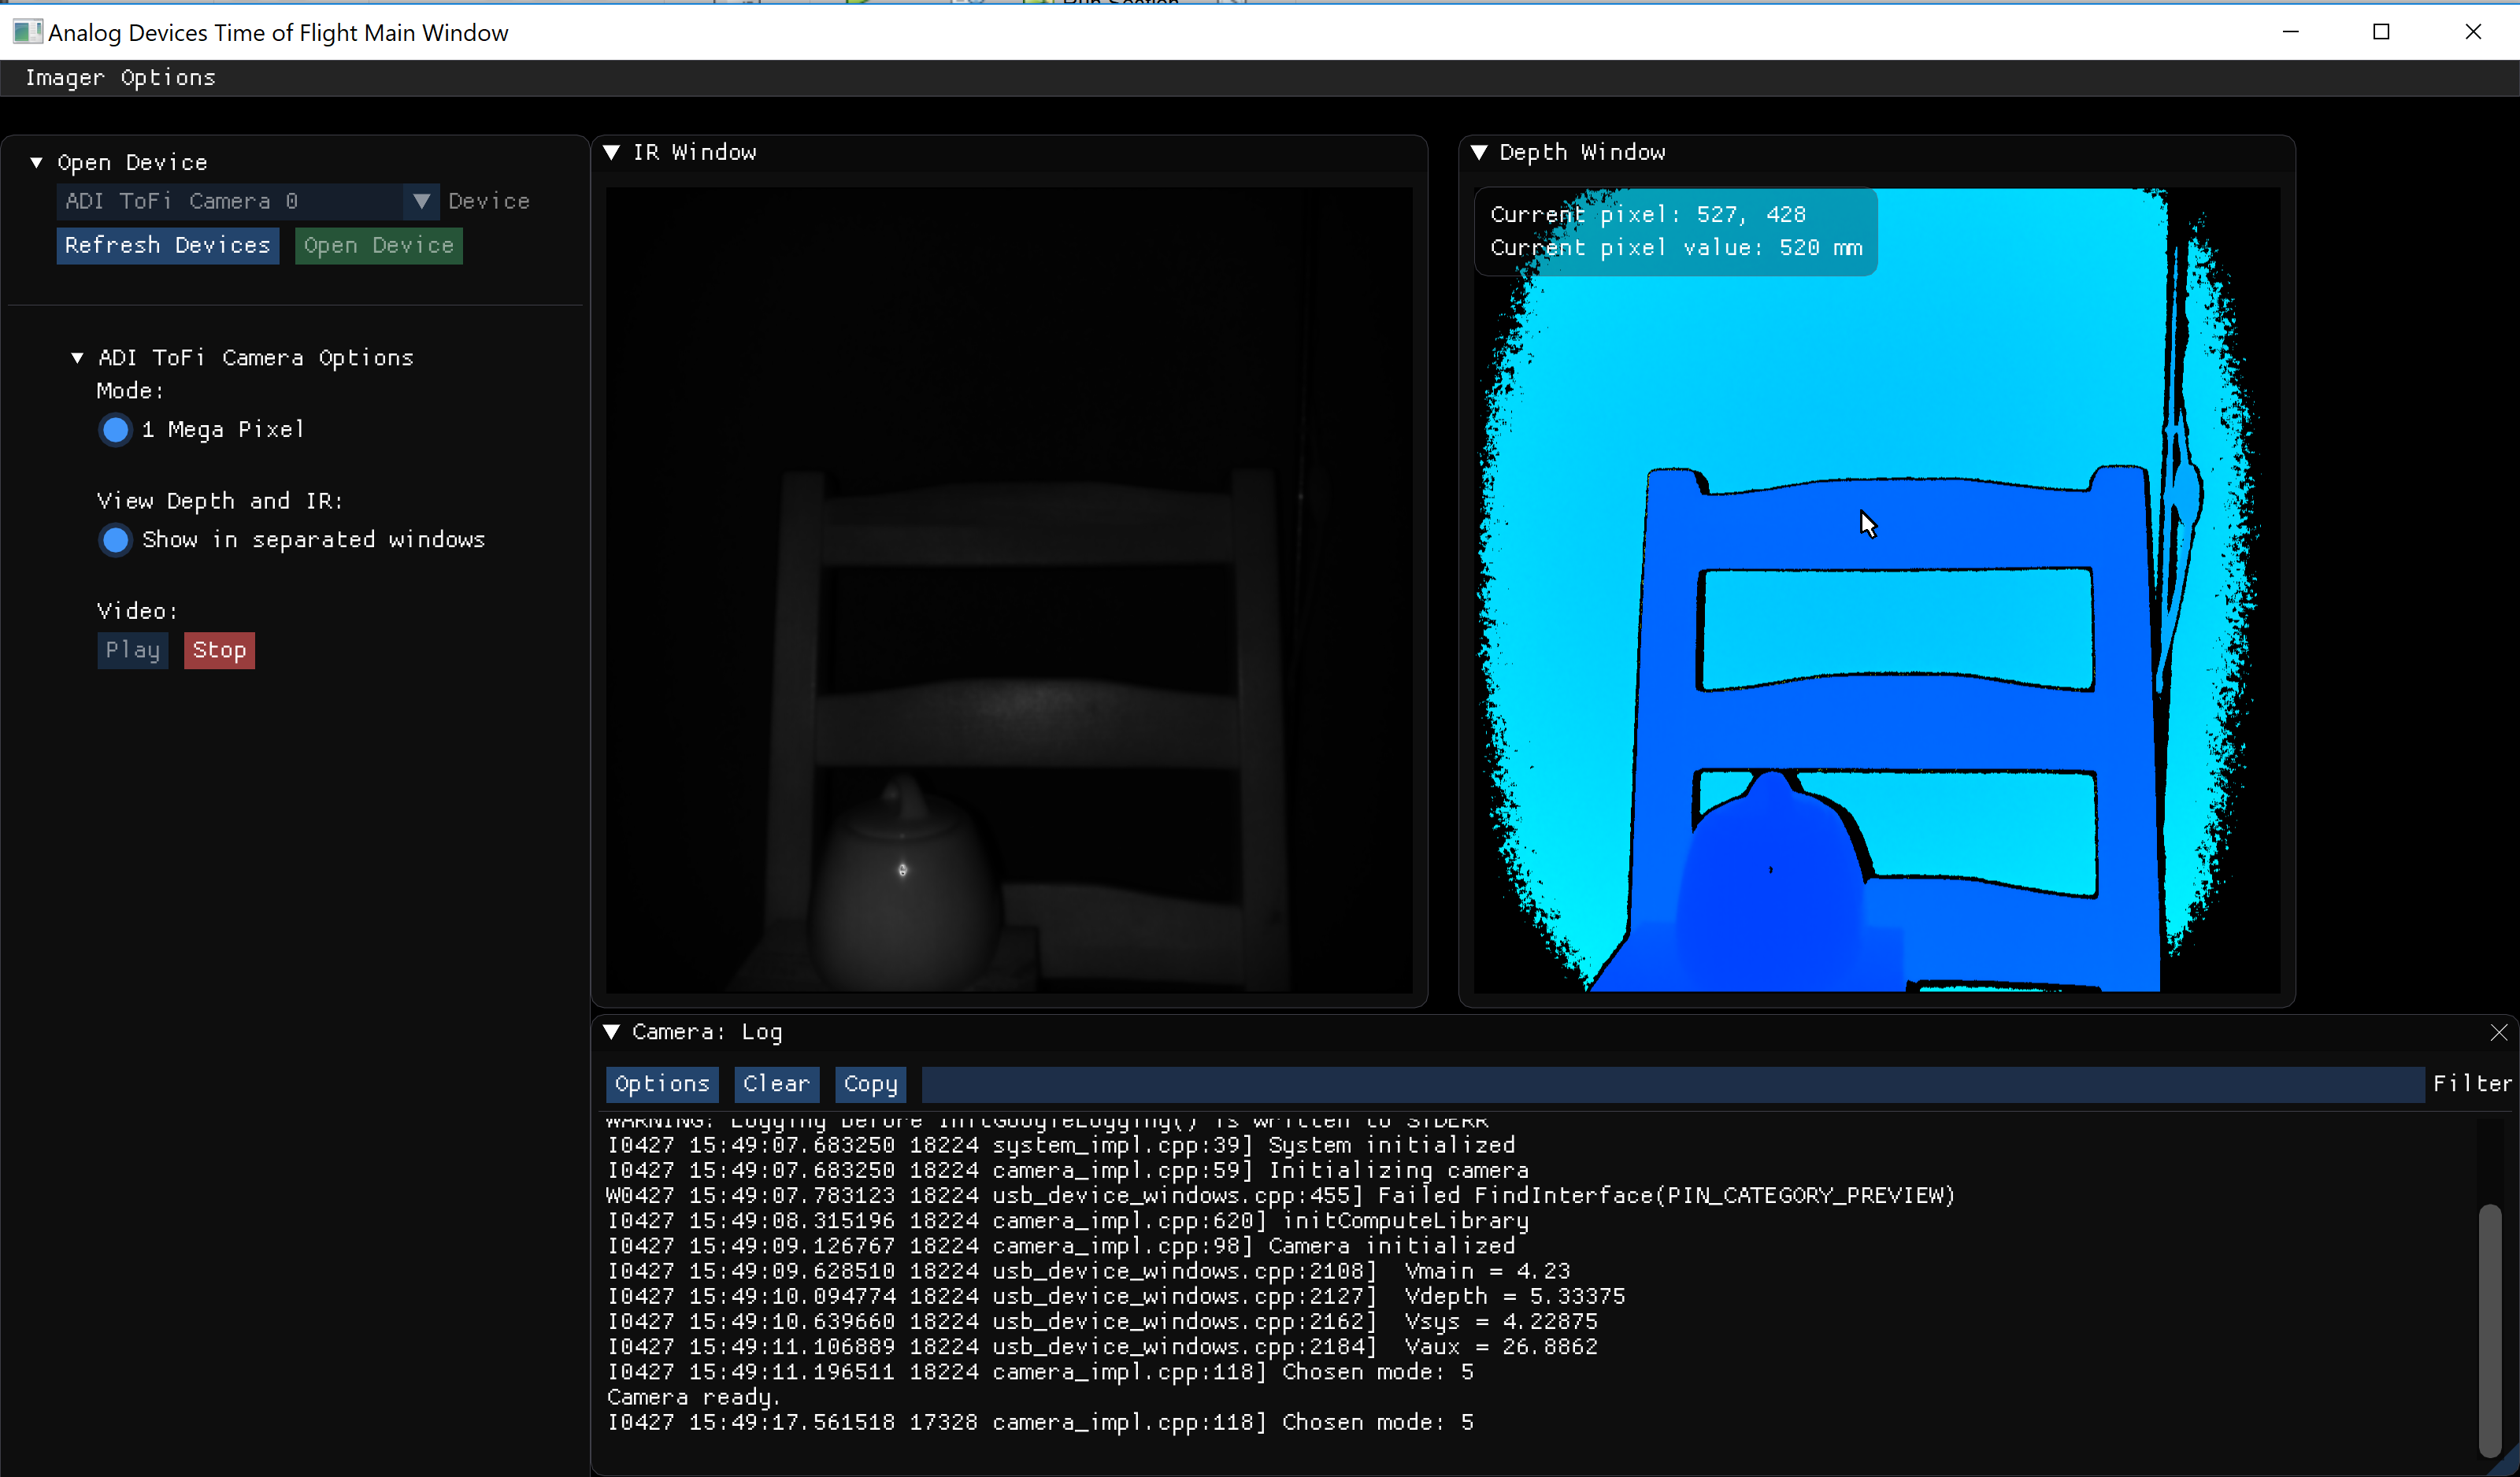 Analog Devices Time of Flight Main Window
Imager Options
Open Device
ADI ToFi Camera 0
Device
Refresh Devices
Open Device
ADI ToFi Camera Options
Mode:
1 Mega Pixel
View Depth and IR:
Show in separated windows
Video:
Play
Stop
IR Window
Depth Window
Current pixel: 527, 428
Current pixel value: 520 mm
Camera: Log
Options
Clear
Copy
Filter
WARNING: Logging before InitGoogleLogging() is written to STDERR
I0427 15:49:07.683250 18224 system_impl.cpp:39] System initialized
I0427 15:49:07.683250 18224 camera_impl.cpp:59] Initializing camera
W0427 15:49:07.783123 18224 usb_device_windows.cpp:455] Failed FindInterface(PIN_CATEGORY_PREVIEW)
I0427 15:49:08.315196 18224 camera_impl.cpp:620] initComputeLibrary
I0427 15:49:09.126767 18224 camera_impl.cpp:98] Camera initialized
I0427 15:49:09.628510 18224 usb_device_windows.cpp:2108]  Vmain = 4.23
I0427 15:49:10.094774 18224 usb_device_windows.cpp:2127]  Vdepth = 5.33375
I0427 15:49:10.639660 18224 usb_device_windows.cpp:2162]  Vsys = 4.22875
I0427 15:49:11.106889 18224 usb_device_windows.cpp:2184]  Vaux = 26.8862
I0427 15:49:11.196511 18224 camera_impl.cpp:118] Chosen mode: 5
Camera ready.
I0427 15:49:17.561518 17328 camera_impl.cpp:118] Chosen mode: 5